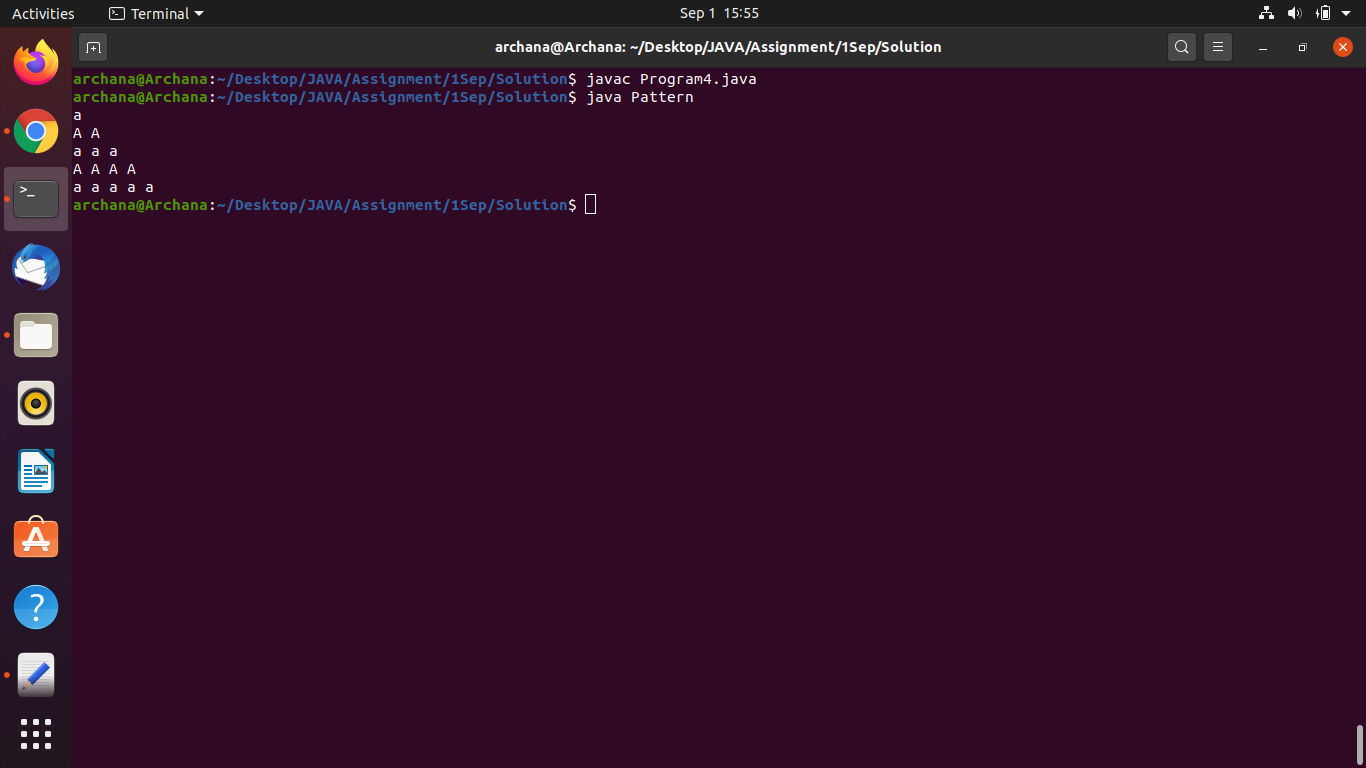 Activities Terminal Sep 1 15:55
archana@Archana: ~/Desktop/JAVA/Assignment/1Sep/Solution
archana@Archana:~/Desktop/JAVA/Assignment/1Sep/Solution$ javac Program4.java
archana@Archana:~/Desktop/JAVA/Assignment/1Sep/Solution$ java Pattern
a
A A
a a a
A A A A
a a a a a
archana@Archana:~/Desktop/JAVA/Assignment/1Sep/Solution$